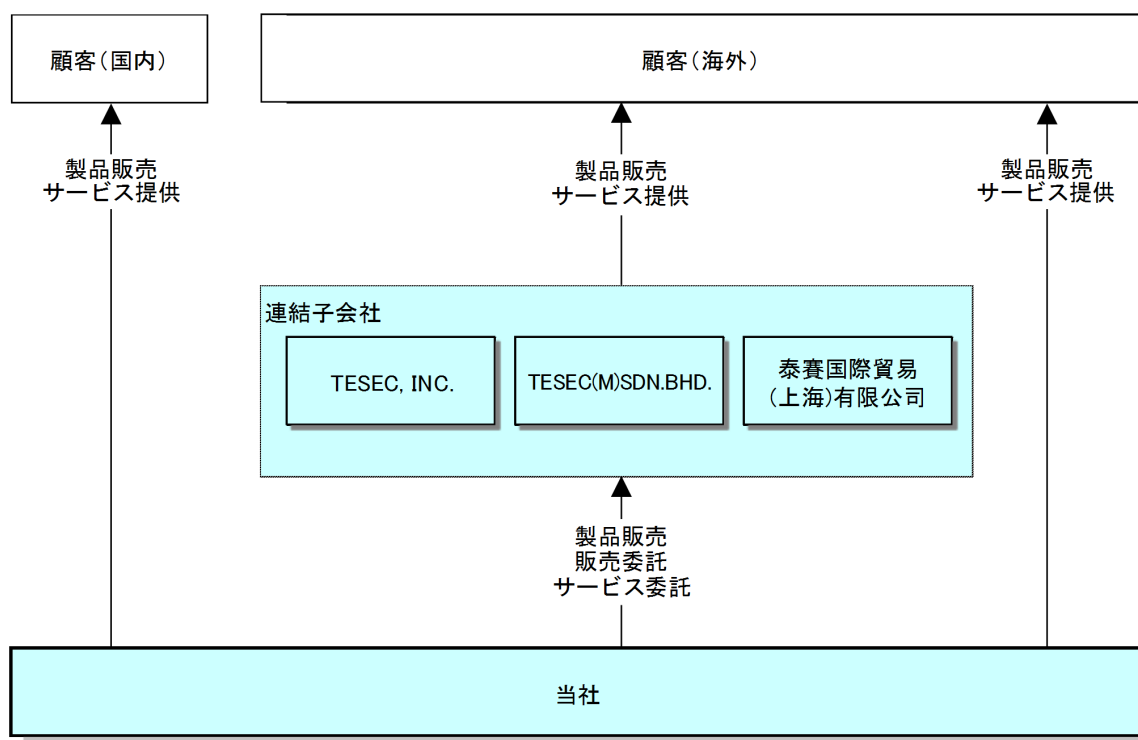 顧客（国内）
顧客（海外）
製品販売
サービス提供
製品販売
サービス提供
製品販売
サービス提供
連結子会社
TESEC, INC.
TESEC(M)SDN.BHD.
泰賽国際貿易
(上海)有限公司
製品販売
販売委託
サービス委託
当社